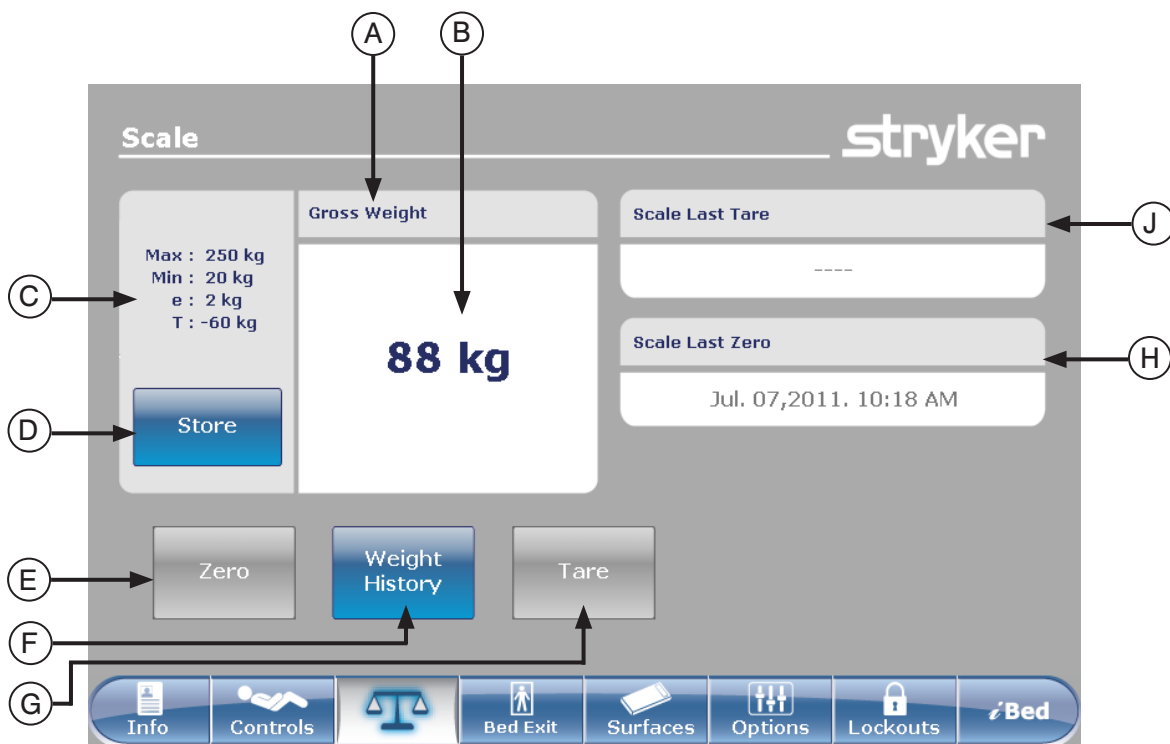 A
B
Scale
stryker
Gross Weight
Scale Last Tare
J
Max : 250 kg
Min : 20 kg
e : 2 kg
T : -60 kg
C
----
88 kg
Scale Last Zero
H
Jul. 07,2011. 10:18 AM
D
Store
E
Zero
Weight
History
Tare
F
G
Info
Controls
Bed Exit
Surfaces
Options
Lockouts
iBed